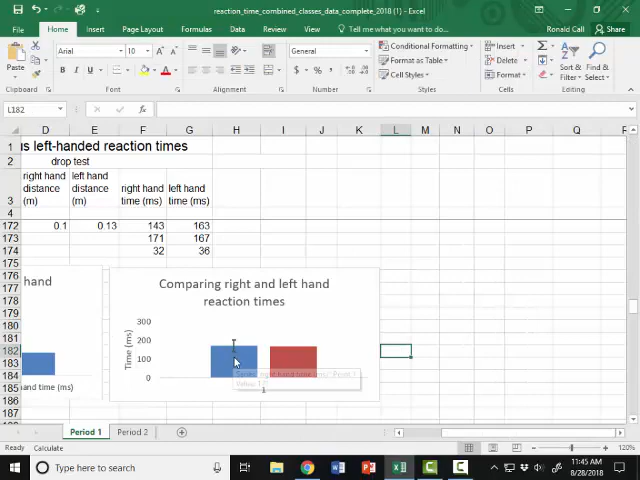 reaction_time_combined_classes_data_complete_2018 (1) - Excel
Ronald Call
File Home Insert Page Layout Formulas Data Review View Tell me what you want to do... Share
Paste
Arial 10
B I U
General
Conditional Formatting
Format as Table
Cell Styles
Insert
Delete
Format
Sort & Filter
Find & Select
Clipboard Font Alignment Number Styles Cells Editing
L182
D E F G H I J K L M N O P Q R
1 us left-handed reaction times
2 drop test
3 right hand distance (m) left hand distance (m) right hand time (ms) left hand time (ms)
4
172 0.1 0.13 143 163
173 171 167
174 32 36
175
176
177
178
179
180
181
182
183
184
185
186
187
hand
nd time (ms)
Comparing right and left hand
reaction times
Time (ms)
300
200
100
0
Period 1 Period 2
Ready Calculate
120%
Type here to search
11:45 AM
8/28/2018